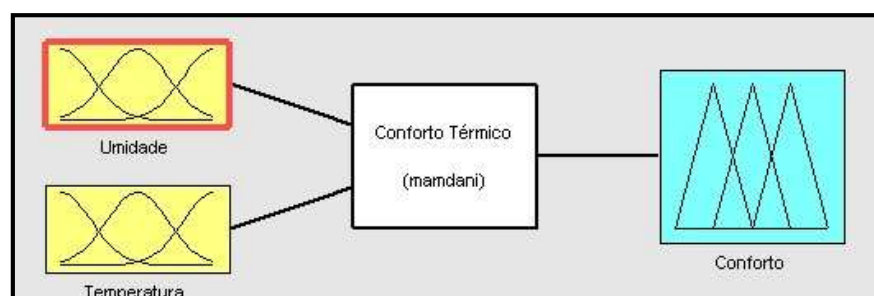 Umidade
Temperatura
Conforto Térmico
(mamdani)
Conforto